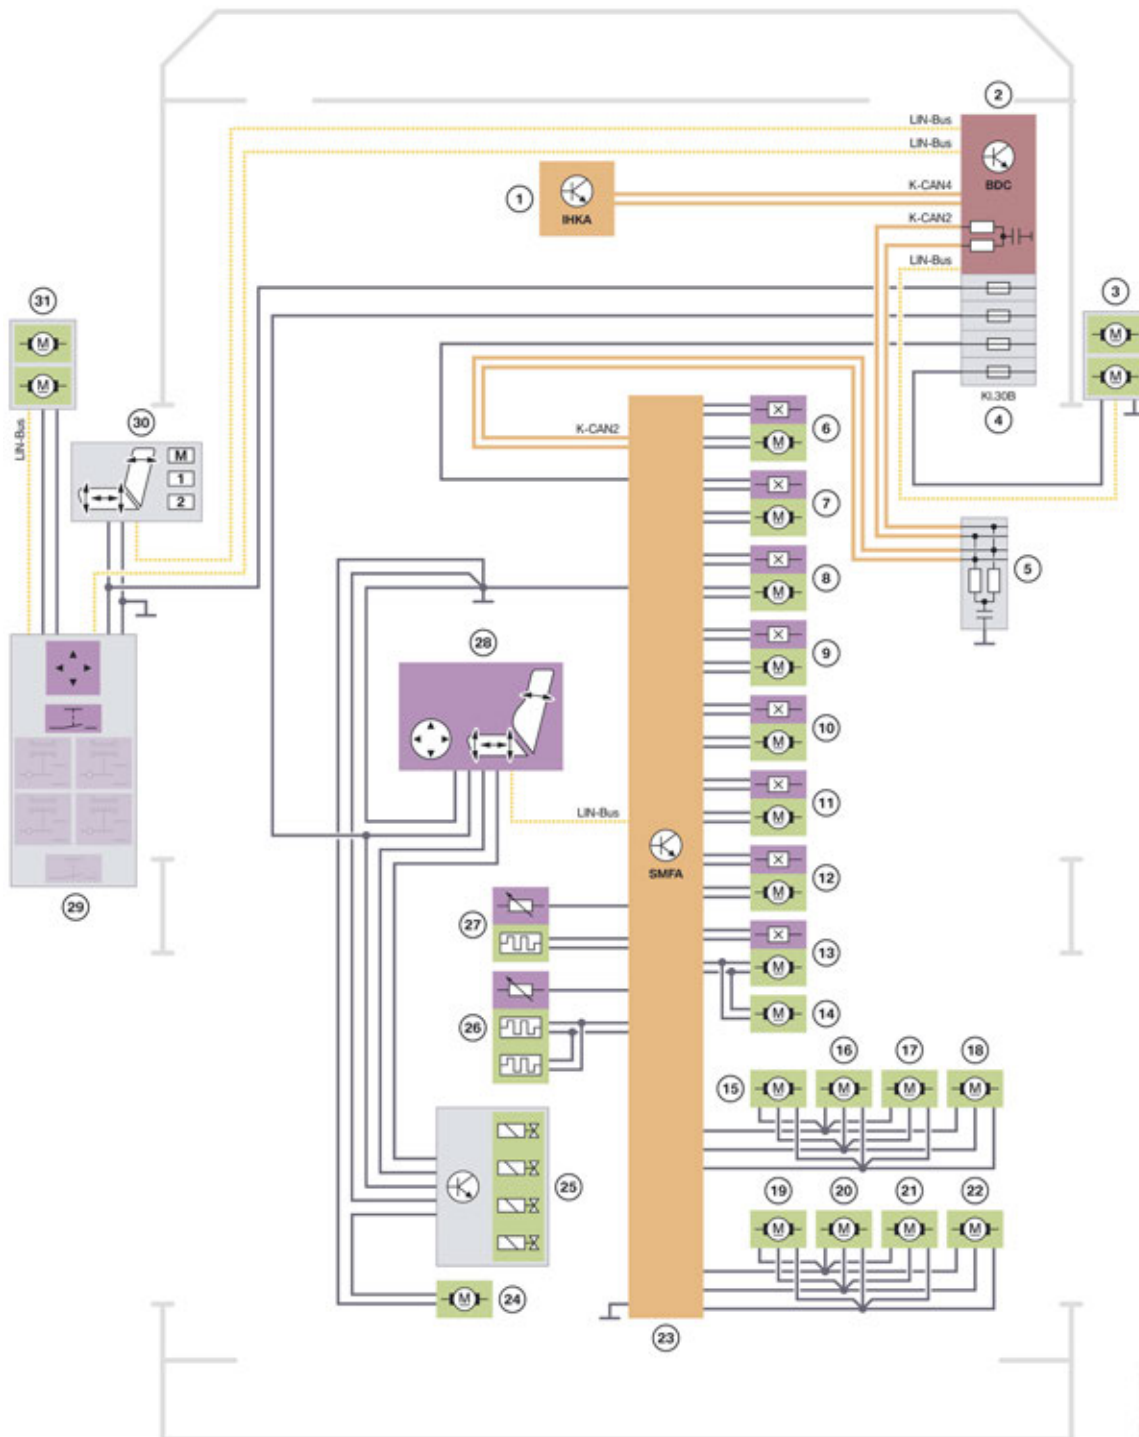 2
LIN-Bus
LIN-Bus
BDC
K-CAN4
1
IHKA
K-CAN2
LIN-Bus
31
3
M
M
M
M
Kl.30B
4
30
K-CAN2
LIN-Bus
M
1
2
6
M
7
M
8
M
5
28
9
M
10
M
11
M
LIN-Bus
SMFA
12
M
29
27
13
M
26
14
M
16
17
18
15
M
M
M
M
25
19
20
21
22
M
M
M
M
24
M
23